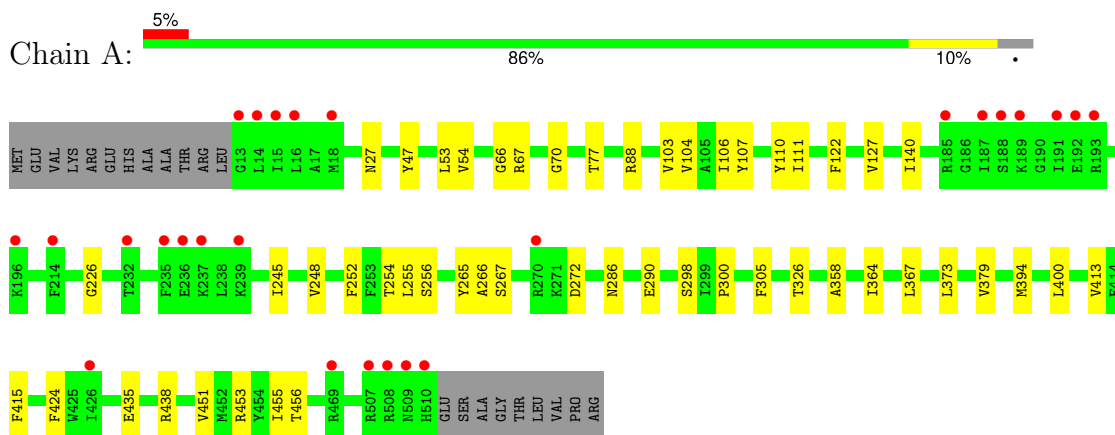 5%
Chain A:
86% 10% •
MET GLU VAL LYS ARG GLU HIS ALA ALA THR ARG LEU G13 L14 I15 L16 A17 M18 N27 Y47 L53 V54 G66 R67 G70 T77 R88 V103 V104 A105 I106 Y107 Y110 I111 F122 V127 I140 R185 G186 I187 S188 K189 G190 I191 E192 R193
K196 F214 G226 T232 F235 E236 K237 L238 K239 I245 V248 F252 F253 T254 L255 S256 Y265 A266 S267 R270 K271 D272 N286 E290 S298 I299 P300 F305 T326 A358 I364 L367 L373 V379 M394 L400 V413 E414
F415 F424 W425 I426 E435 R438 V451 M452 R453 Y454 I455 T456 R469 R507 R508 N509 H510 GLU SER ALA GLY THR LEU VAL PRO ARG